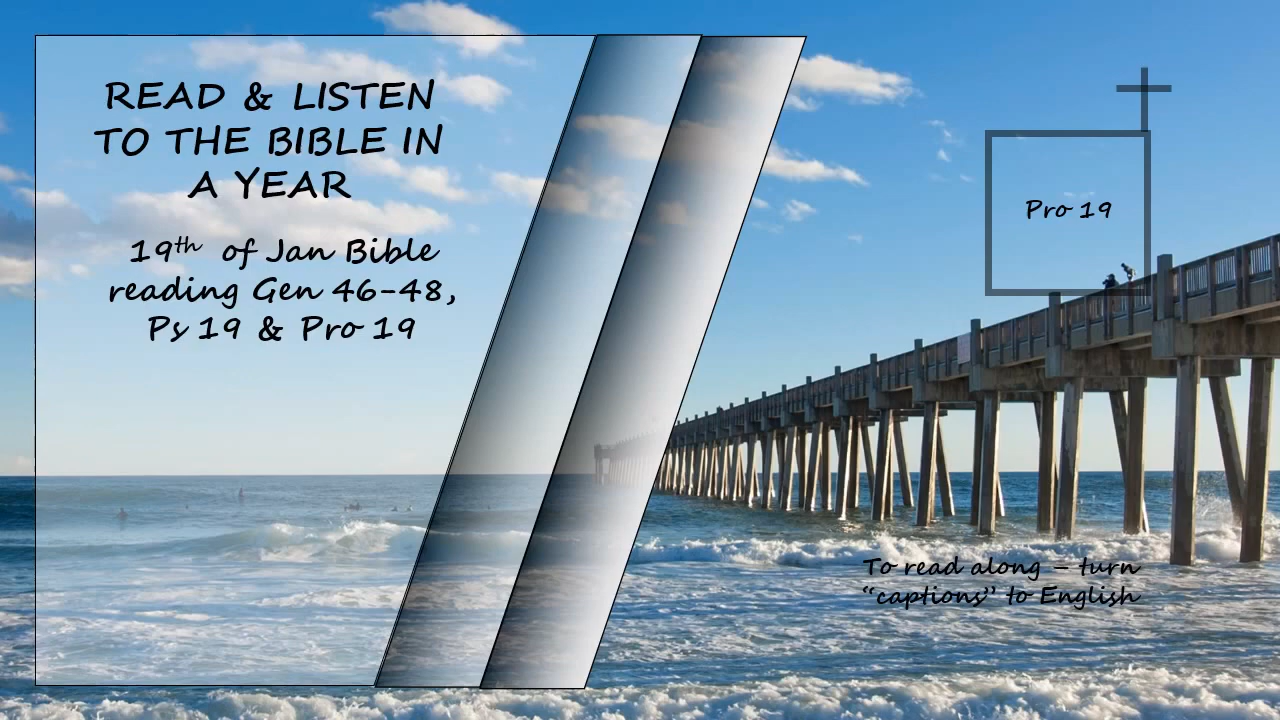 READ & LISTEN
TO THE BIBLE IN
A YEAR
19th of Jan Bible
reading Gen 46-48,
Ps 19 & Pro 19
Pro 19
To read along – turn
“captions” to English